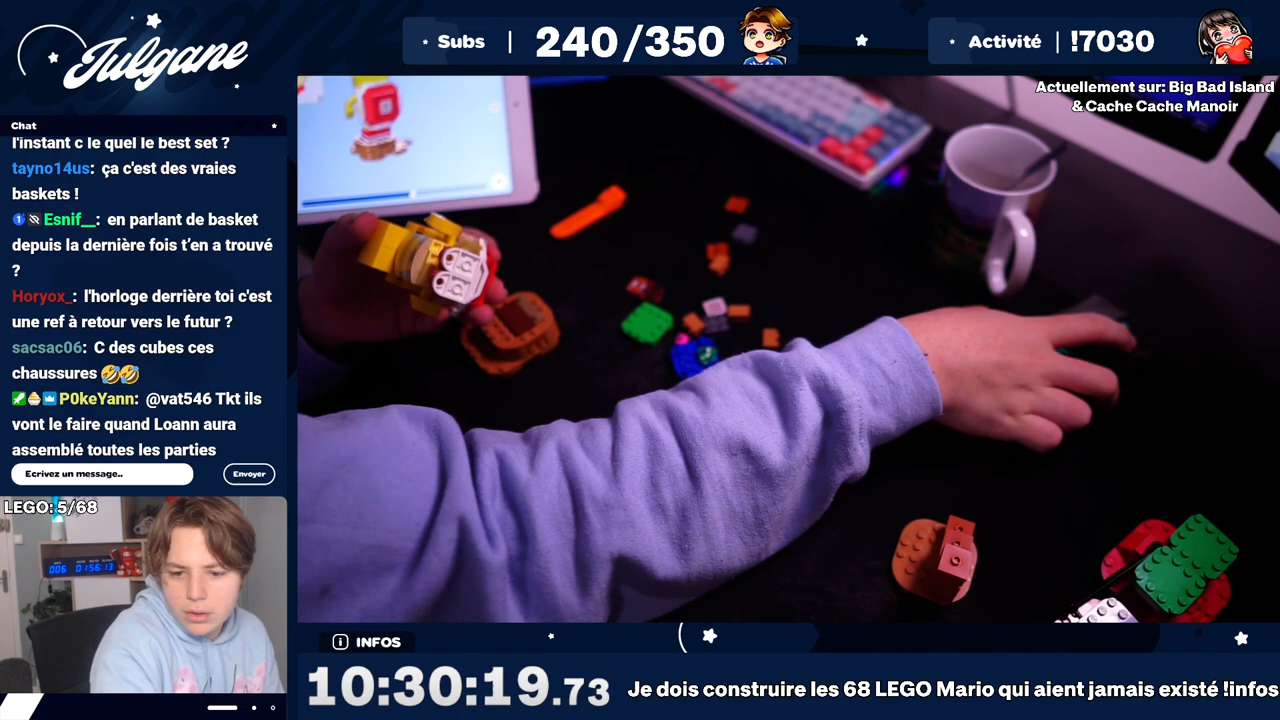 Julgane
Subs | 240/350
Activité | !7030
Actuellement sur: Big Bad Island
& Cache Cache Manoir
Chat
l'instant c le quel le best set ?
tayno14us: ça c'est des vraies
baskets !
Esnif__: en parlant de basket
depuis la dernière fois t'en a trouvé
?
Horyox_: l'horloge derrière toi c'est
une ref à retour vers le futur ?
sacsac06: C des cubes ces
chaussures 🤣🤣
P0keYann: @vat546 Tkt ils
vont le faire quand Loann aura
assemblé toutes les parties
Ecrivez un message..
Envoyer
LEGO: 5/68
006 01:56:13
INFOS
10:30:19.73
Je dois construire les 68 LEGO Mario qui aient jamais existé !infos